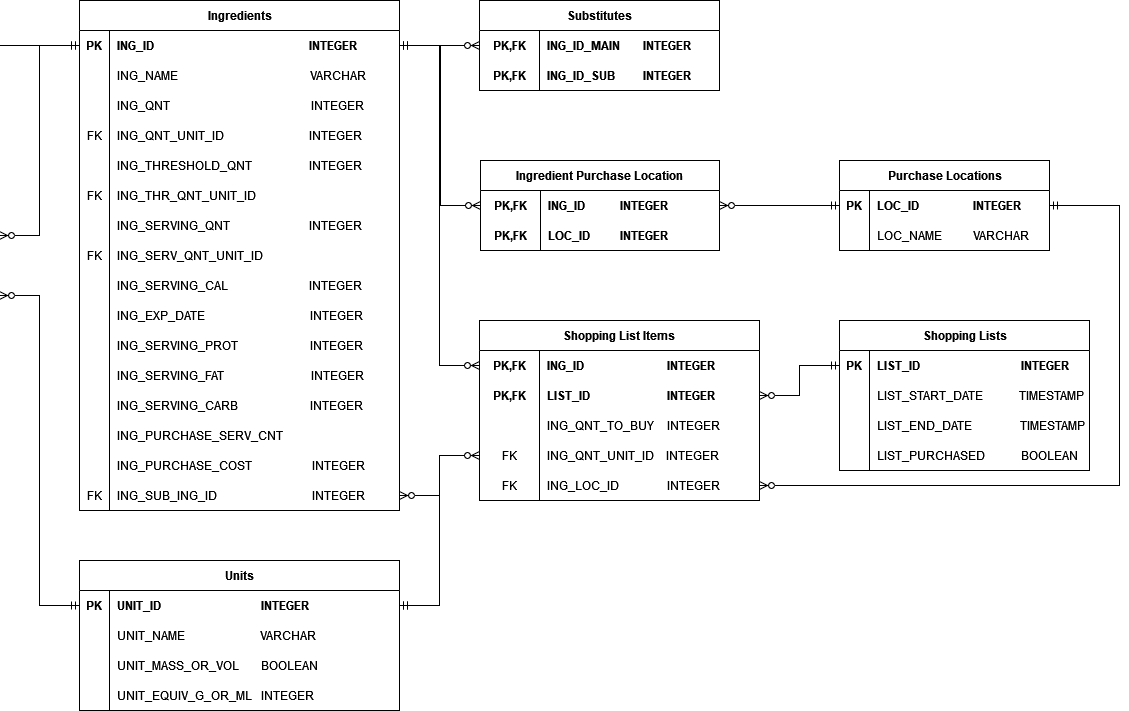 Ingredients
PK ING_ID INTEGER
ING_NAME VARCHAR
ING_QNT INTEGER
FK ING_QNT_UNIT_ID INTEGER
ING_THRESHOLD_QNT INTEGER
FK ING_THR_QNT_UNIT_ID
ING_SERVING_QNT INTEGER
FK ING_SERV_QNT_UNIT_ID
ING_SERVING_CAL INTEGER
ING_EXP_DATE INTEGER
ING_SERVING_PROT INTEGER
ING_SERVING_FAT INTEGER
ING_SERVING_CARB INTEGER
ING_PURCHASE_SERV_CNT
ING_PURCHASE_COST INTEGER
FK ING_SUB_ING_ID INTEGER
Substitutes
PK,FK ING_ID_MAIN INTEGER
PK,FK ING_ID_SUB INTEGER
Ingredient Purchase Location
PK,FK ING_ID INTEGER
PK,FK LOC_ID INTEGER
Purchase Locations
PK LOC_ID INTEGER
LOC_NAME VARCHAR
Shopping List Items
PK,FK ING_ID INTEGER
PK,FK LIST_ID INTEGER
ING_QNT_TO_BUY INTEGER
FK ING_QNT_UNIT_ID INTEGER
FK ING_LOC_ID INTEGER
Shopping Lists
PK LIST_ID INTEGER
LIST_START_DATE TIMESTAMP
LIST_END_DATE TIMESTAMP
LIST_PURCHASED BOOLEAN
Units
PK UNIT_ID INTEGER
UNIT_NAME VARCHAR
UNIT_MASS_OR_VOL BOOLEAN
UNIT_EQUIV_G_OR_ML INTEGER